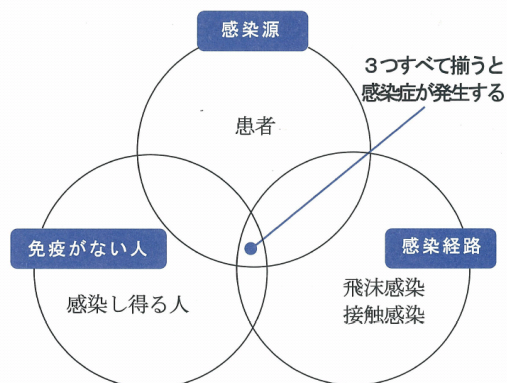 感染源
3つすべて揃うと
感染症が発生する
患者
免疫がない人
感染経路
感染し得る人
飛沫感染
接触感染